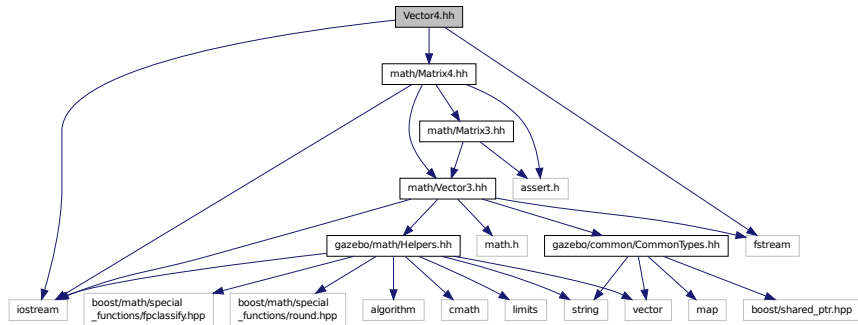 Vector4.hh
math/Matrix4.hh
math/Matrix3.hh
math/Vector3.hh
assert.h
gazebo/math/Helpers.hh
math.h
gazebo/common/CommonTypes.hh
fstream
iostream
boost/math/special
_functions/fpclassify.hpp
boost/math/special
_functions/round.hpp
algorithm
cmath
limits
string
vector
map
boost/shared_ptr.hpp